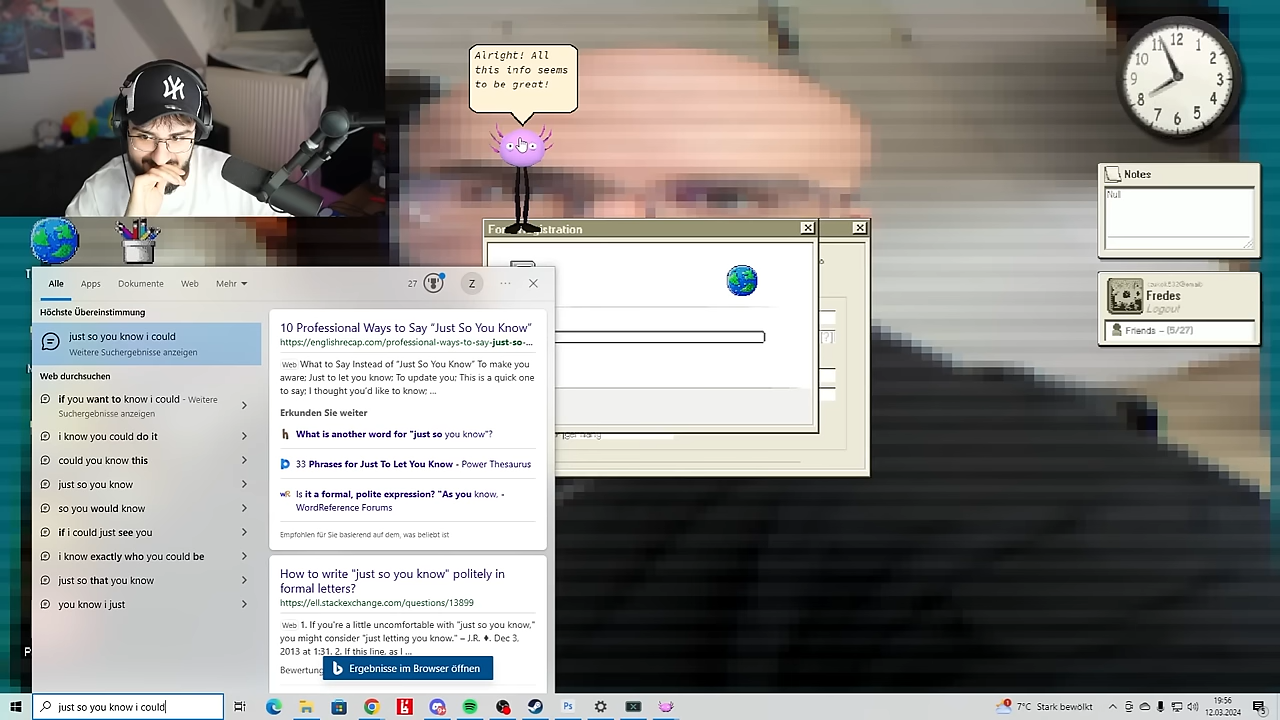 Alright! All
this info seems
to be great!
12
1
2
3
4
5
6
7
8
9
10
11
Notes
Null
Fredes
Logout
Friends - (5/27)
Alle
Apps
Dokumente
Web
Mehr
27
Z
Höchste Übereinstimmung
just so you know i could
Weitere Suchergebnisse anzeigen
Web durchsuchen
if you want to know i could - Weitere
Suchergebnisse anzeigen
i know you could do it
could you know this
just so you know
so you would know
if i could just see you
i know exactly who you could be
just so that you know
you know i just
10 Professional Ways to Say “Just So You Know”
https://englishrecap.com/professional-ways-to-say-just-so-...
Web What to Say Instead of “Just So You Know” To make you
aware; Just to let you know; To update you; This is a quick one
to say; I thought you'd like to know; ...
Erkunden Sie weiter
What is another word for "just so you know"?
33 Phrases for Just To Let You Know - Power Thesaurus
Is it a formal, polite expression? "As you know, -
WordReference Forums
Empfohlen für Sie basierend auf dem, was beliebt ist
How to write "just so you know" politely in
formal letters?
https://ell.stackexchange.com/questions/13899
Web 1. If you're a little uncomfortable with “just so you know,”
you might consider “just letting you know.” – J.R. ♦. Dec 3,
2013 at 1:31. 2. If this line, as I ...
Ergebnisse im Browser öffnen
just so you know i could
7°C Stark bewölkt
19:56
12.03.2024